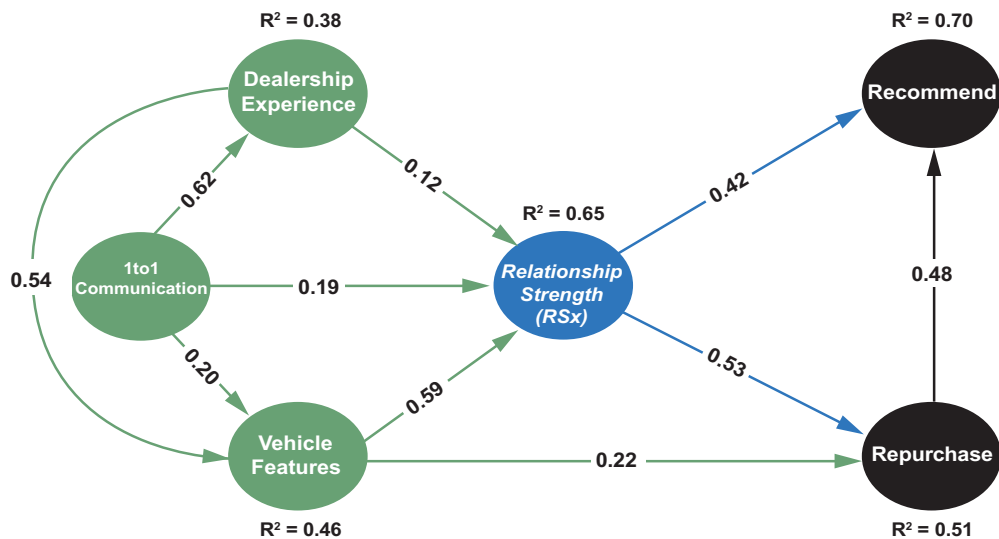 R² = 0.38
R² = 0.70
Dealership
Experience
Recommend
0.62
0.12
0.42
R² = 0.65
1to1
Communication
Relationship
Strength
(RSx)
0.54
0.19
0.48
0.20
0.59
0.53
Vehicle
Features
0.22
Repurchase
R² = 0.46
R² = 0.51